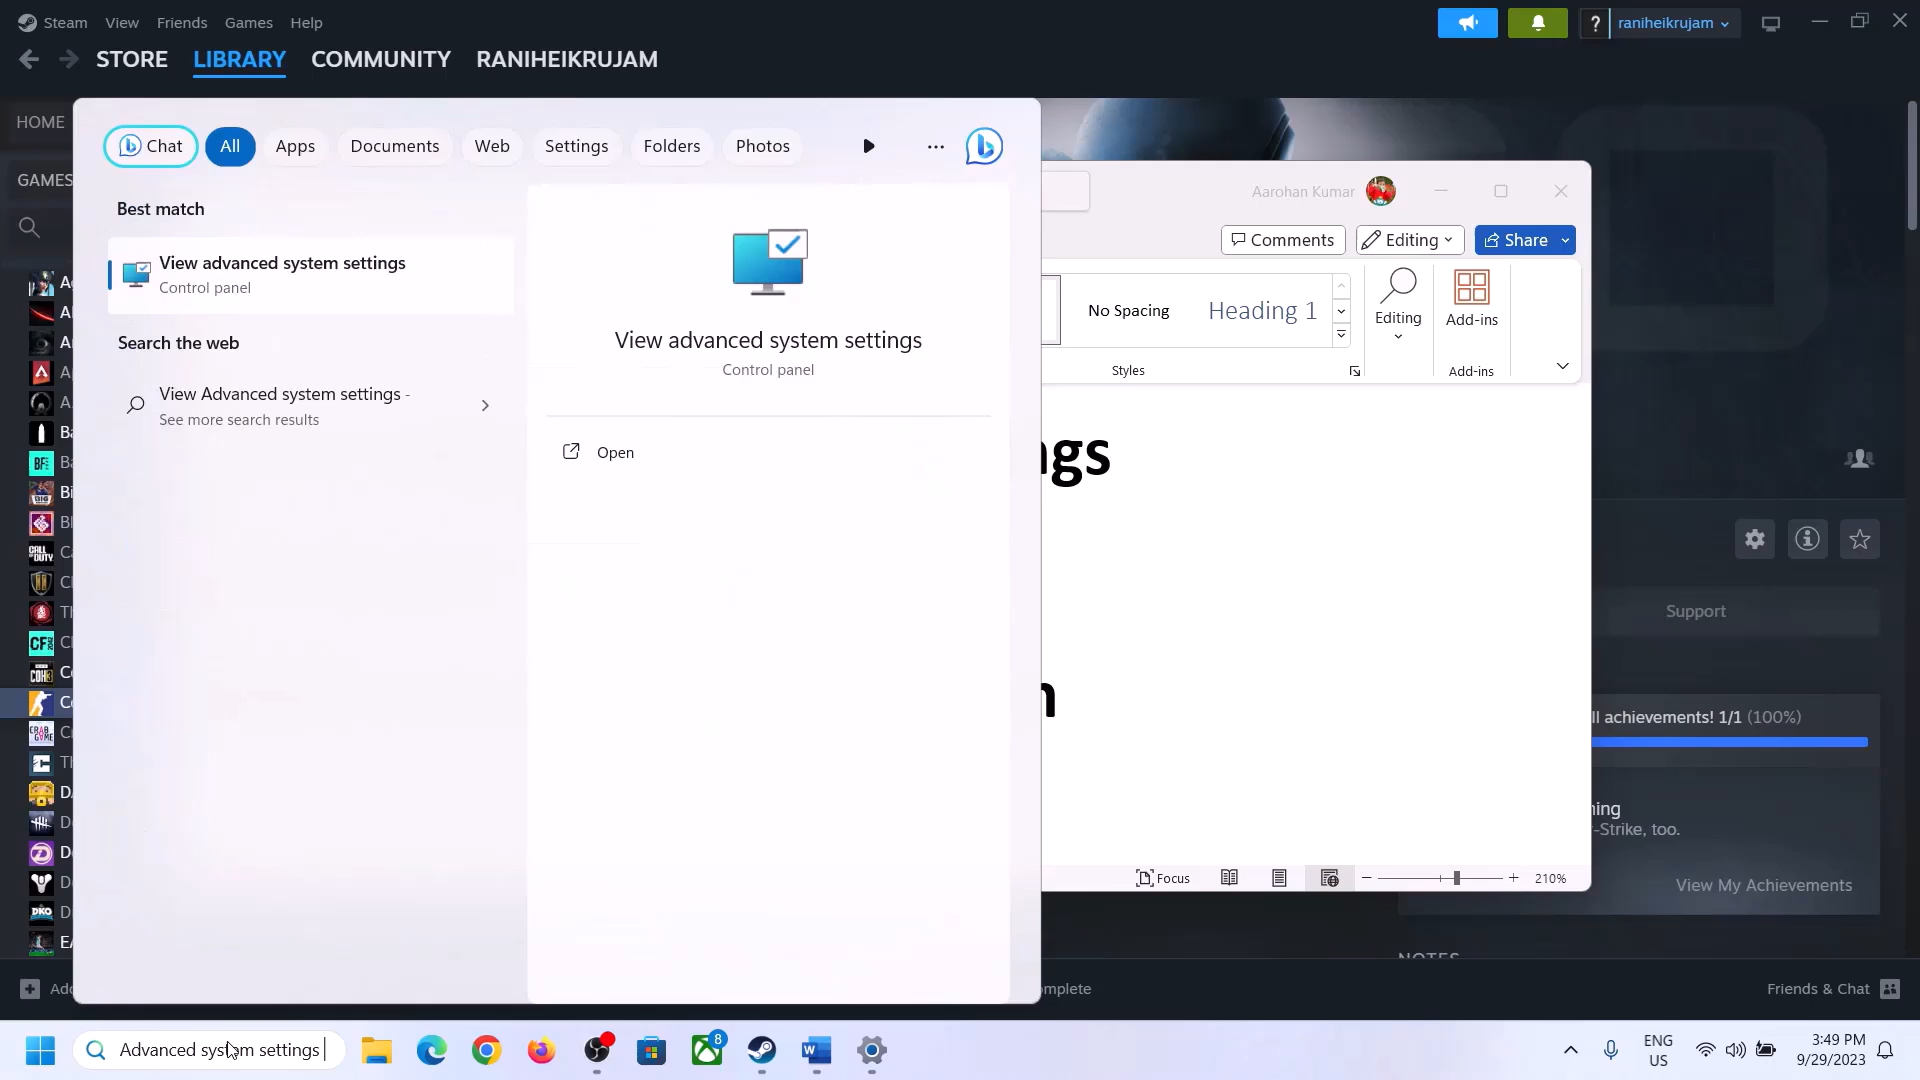 Steam View Friends Games Help
? raniheikrujam
STORE LIBRARY COMMUNITY RANIHEIKRUJAM
HOME
GAMES
Chat All Apps Documents Web Settings Folders Photos
Best match
View advanced system settings
Control panel
Search the web
View Advanced system settings -
See more search results
View advanced system settings
Control panel
Open
Aarohan Kumar
Comments Editing Share
No Spacing Heading 1
Editing
Add-ins
Styles
Add-ins
ngs
n
Focus
210%
Support
ll achievements! 1/1 (100%)
-Strike, too.
View My Achievements
NOTES
Friends & Chat
Advanced system settings
8
ENG
US
3:49 PM
9/29/2023